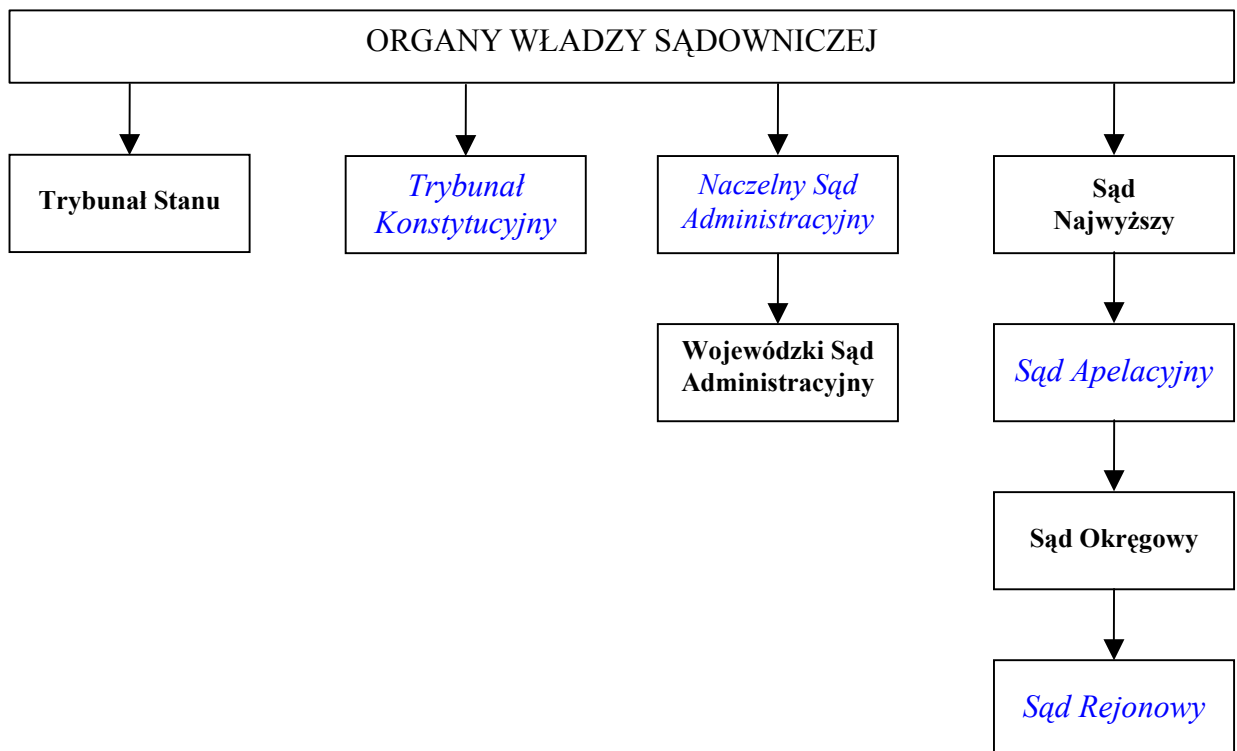 ORGANY WŁADZY SĄDOWNICZEJ
Trybunał Stanu
Trybunał
Konstytucyjny
Naczelny Sąd
Administracyjny
Sąd
Najwyższy
Wojewódzki Sąd
Administracyjny
Sąd Apelacyjny
Sąd Okręgowy
Sąd Rejonowy